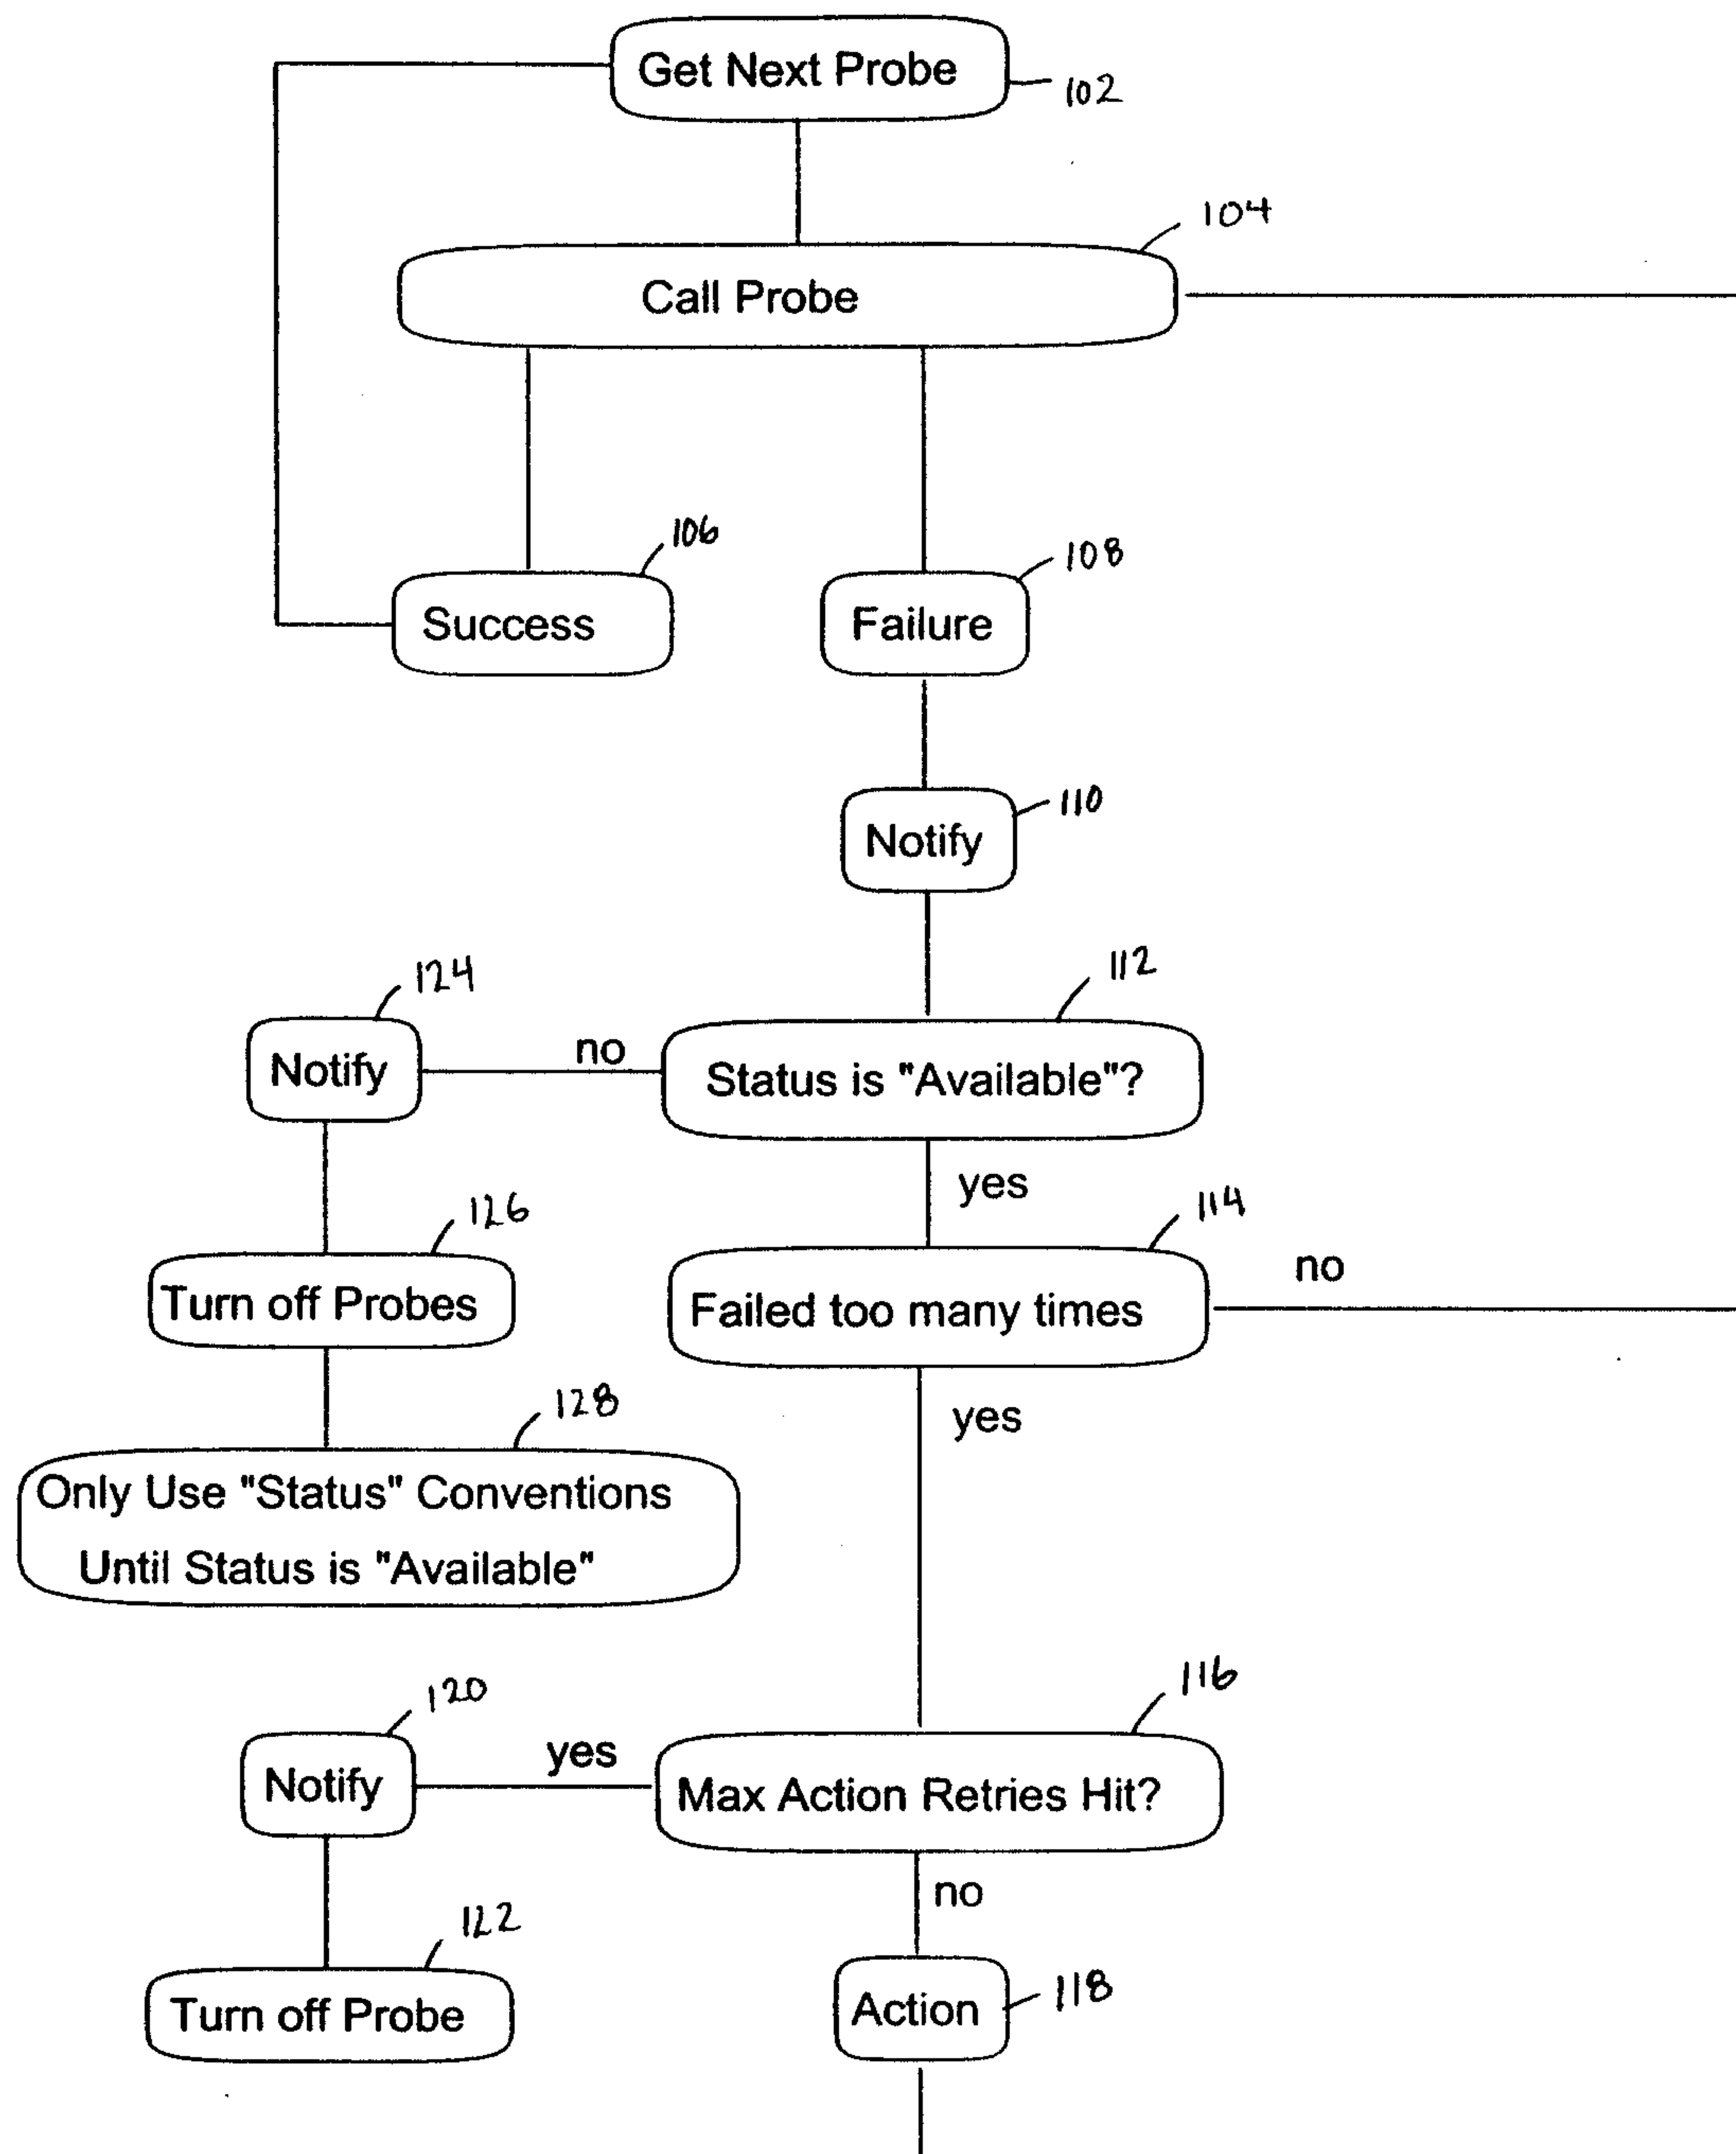 Get Next Probe
102
104
Call Probe
106
108
Success
Failure
110
Notify
124
112
Notify
no
Status is "Available"?
yes
126
114
Turn off Probes
Failed too many times
no
128
yes
Only Use "Status" Conventions
Until Status is "Available"
120
116
Notify
yes
Max Action Retries Hit?
no
122
Turn off Probe
Action
118